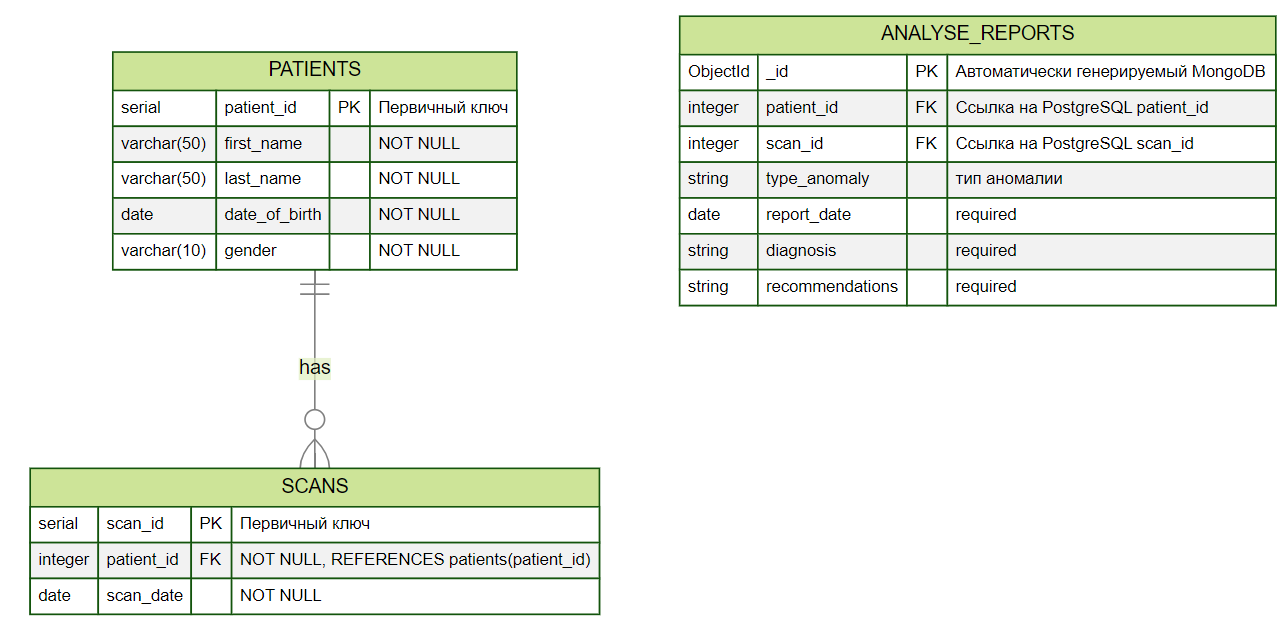 PATIENTS
serial patient_id PK Первичный ключ
varchar(50) first_name NOT NULL
varchar(50) last_name NOT NULL
date date_of_birth NOT NULL
varchar(10) gender NOT NULL
has
SCANS
serial scan_id PK Первичный ключ
integer patient_id FK NOT NULL, REFERENCES patients(patient_id)
date scan_date NOT NULL
ANALYSE_REPORTS
ObjectId _id PK Автоматически генерируемый MongoDB
integer patient_id FK Ссылка на PostgreSQL patient_id
integer scan_id FK Ссылка на PostgreSQL scan_id
string type_anomaly тип аномалии
date report_date required
string diagnosis required
string recommendations required